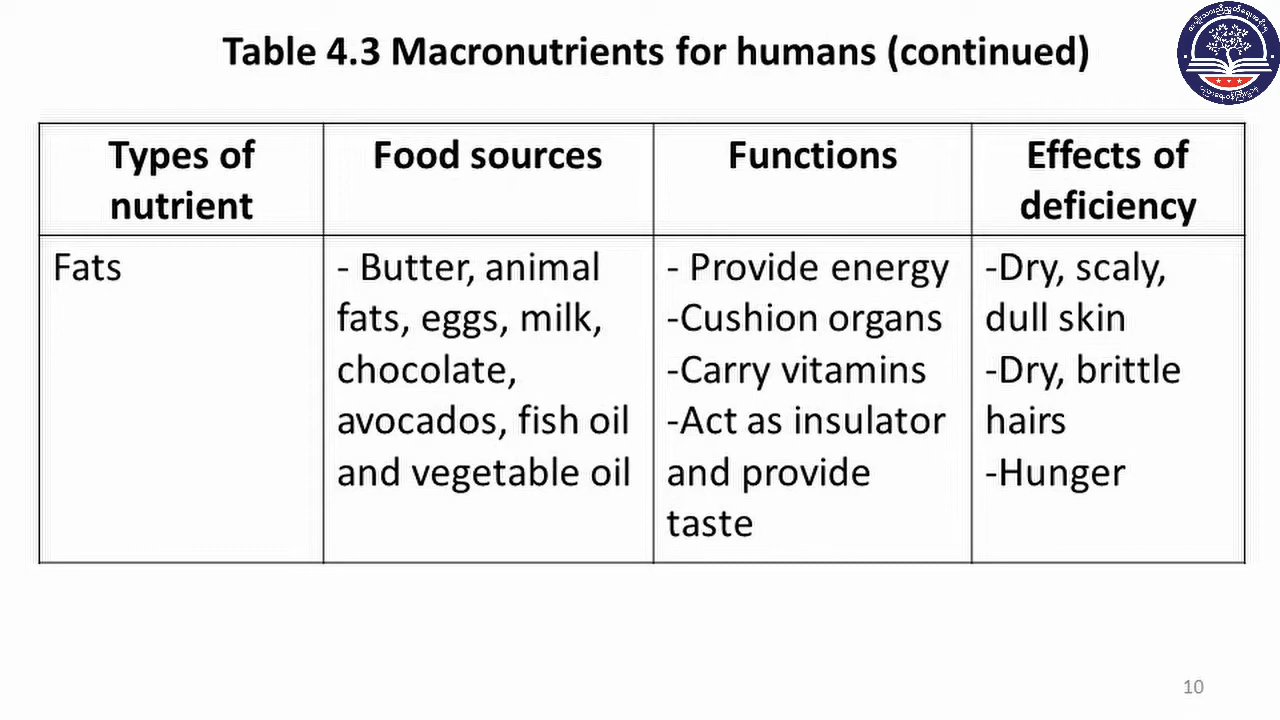 Table 4.3 Macronutrients for humans (continued)
Types of
nutrient
Food sources
Functions
Effects of
deficiency
Fats
- Butter, animal
fats, eggs, milk,
chocolate,
avocados, fish oil
and vegetable oil
- Provide energy
-Cushion organs
-Carry vitamins
-Act as insulator
and provide
taste
-Dry, scaly,
dull skin
-Dry, brittle
hairs
-Hunger
10